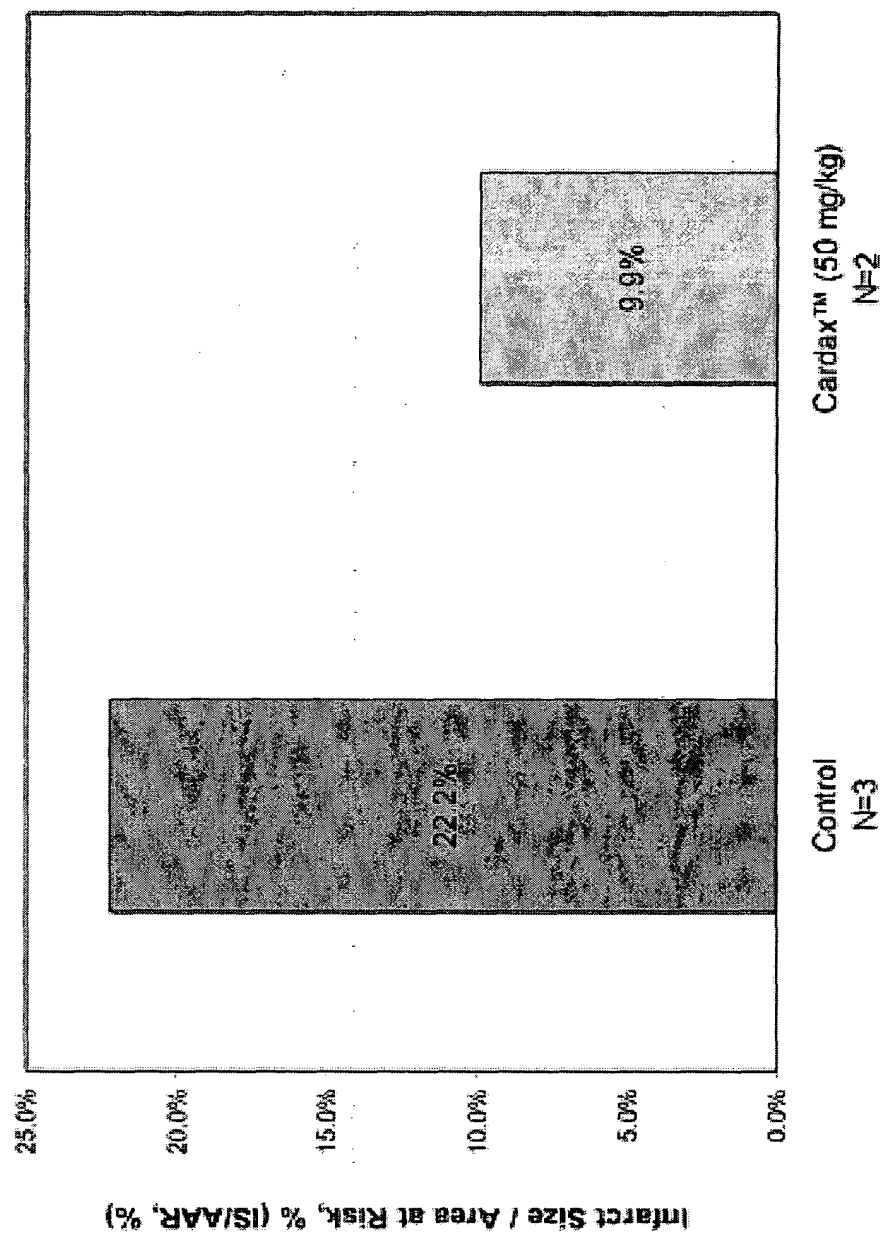 Infarct Size / Area at Risk, % (IS/AAR, %)
25.0%
20.0%
15.0%
10.0%
5.0%
0.0%
22.2%
9.9%
Control
N=3
Cardax™ (50 mg/kg)
N=2